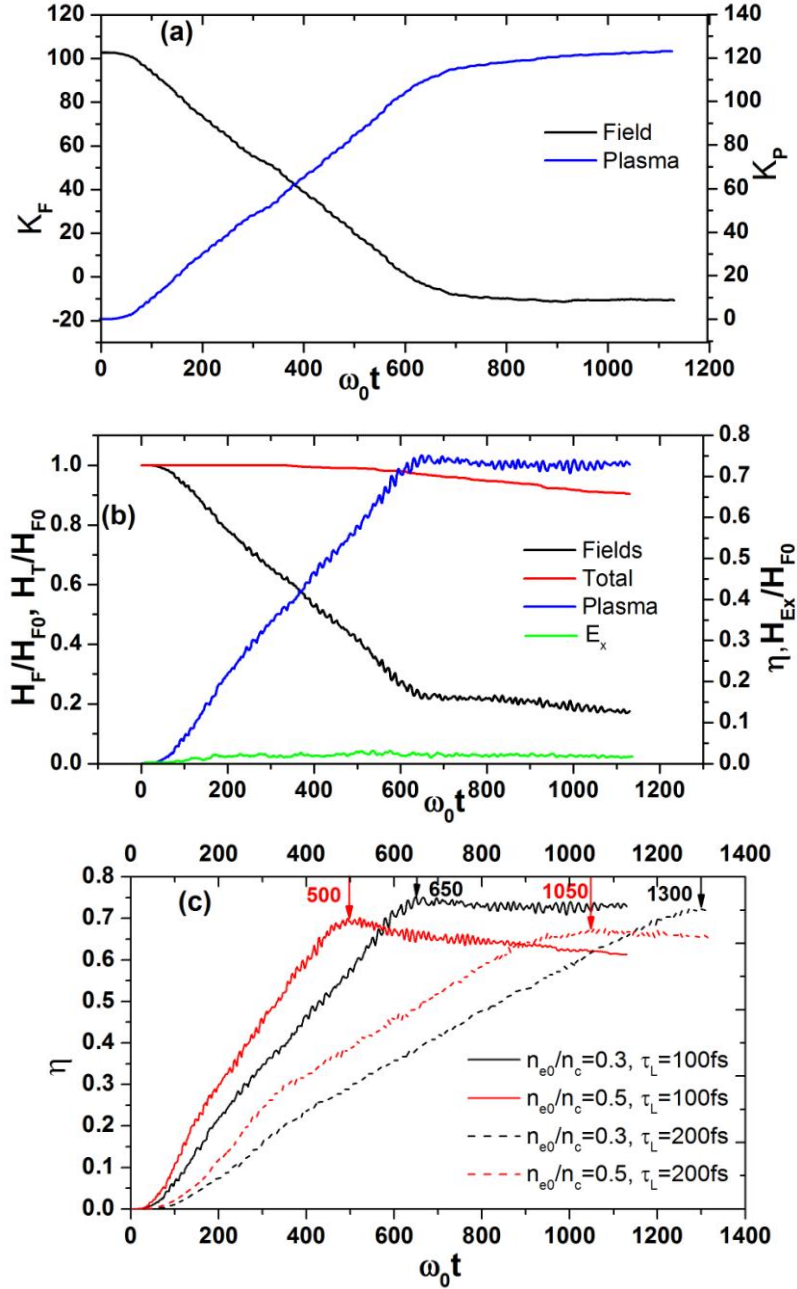 (a)
120
100
80
60
40
20
0
-20
K_F
140
120
100
80
60
40
20
0
K_P
Field
Plasma
0 200 400 600 800 1000 1200
ω₀t
(b)
1.0
0.8
0.6
0.4
0.2
0.0
H_F/H_F0, H_T/H_F0
0.8
0.7
0.6
0.5
0.4
0.3
0.2
0.1
0.0
η, H_Ex/H_F0
Fields
Total
Plasma
E_x
0 200 400 600 800 1000 1200
ω₀t
0 200 400 600 800 1000 1200 1400
(c)
500
650
1050
1300
0.8
0.7
0.6
0.5
0.4
0.3
0.2
0.1
0.0
η
n_e0/n_c=0.3, τ_L=100fs
n_e0/n_c=0.5, τ_L=100fs
n_e0/n_c=0.3, τ_L=200fs
n_e0/n_c=0.5, τ_L=200fs
0 200 400 600 800 1000 1200 1400
ω₀t